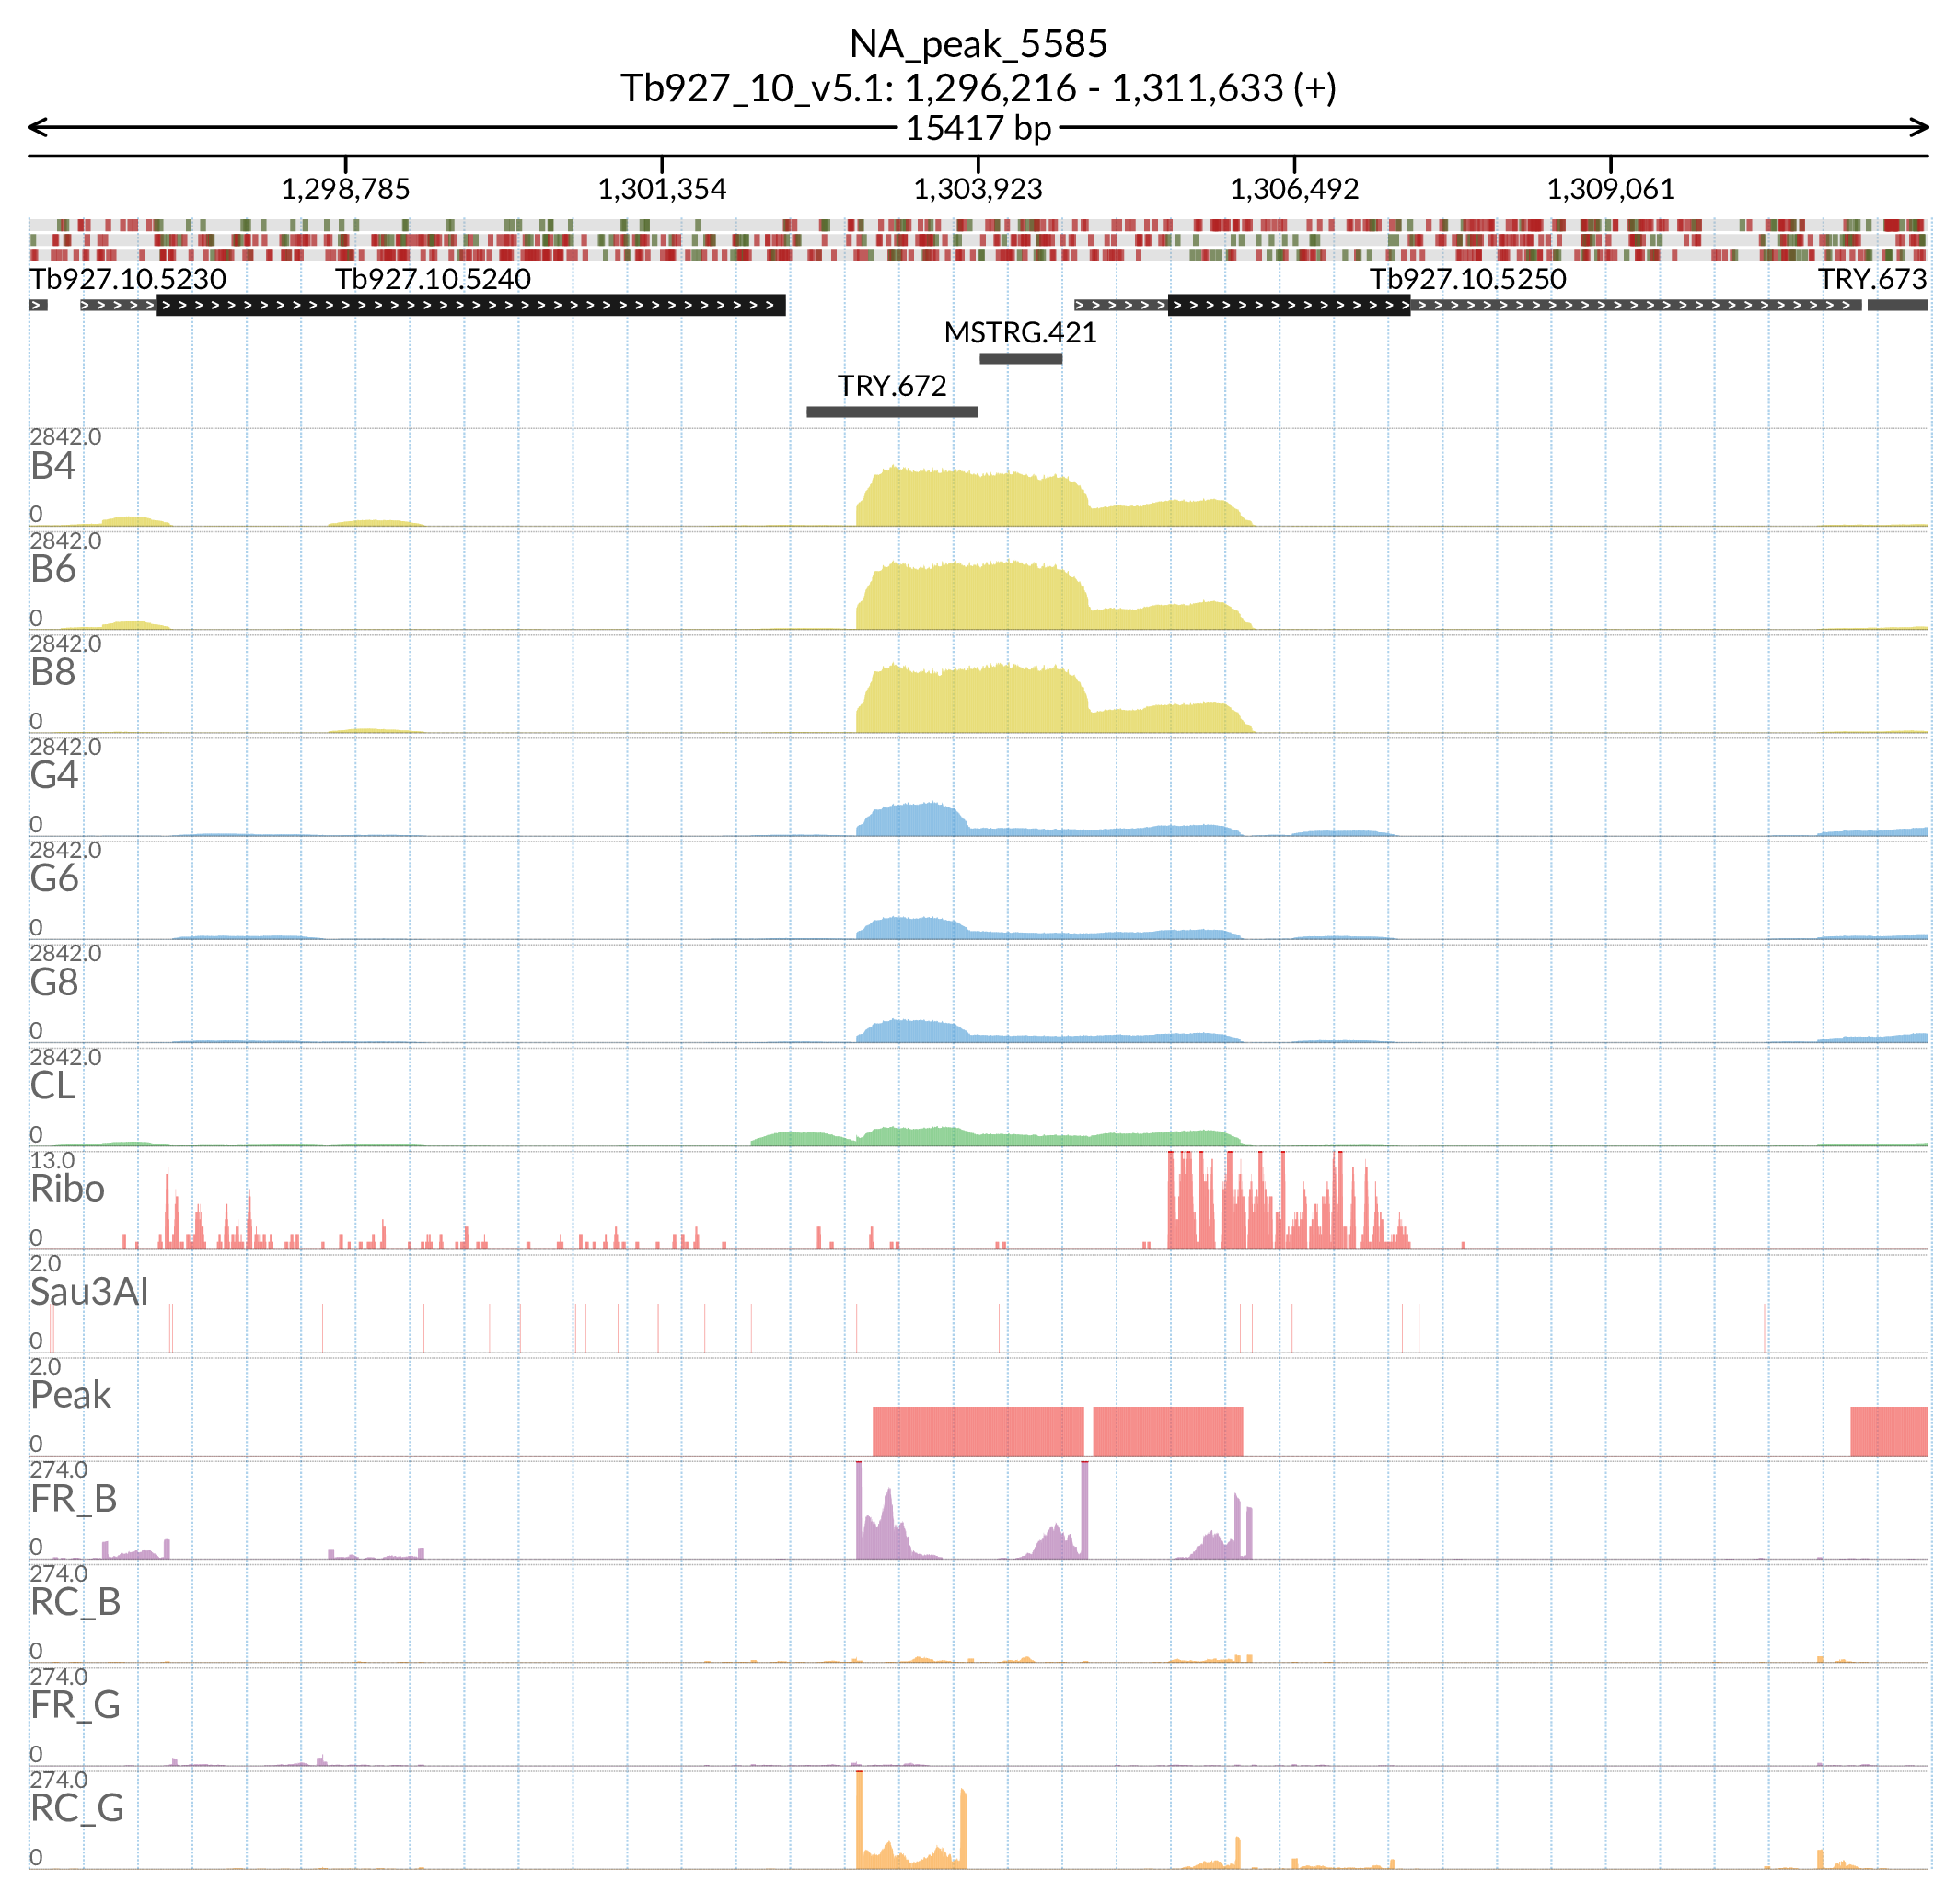 NA_peak_5585
Tb927_10_v5.1: 1,296,216 - 1,311,633 (+)
15417 bp
1,298,785 1,301,354 1,303,923 1,306,492 1,309,061
Tb927.10.5230 Tb927.10.5240 Tb927.10.5250 TRY.673
MSTRG.421
TRY.672
2842.0
B4
0
2842.0
B6
0
2842.0
B8
0
2842.0
G4
0
2842.0
G6
0
2842.0
G8
0
2842.0
CL
0
13.0
Ribo
0
2.0
Sau3AI
0
2.0
Peak
0
274.0
FR_B
0
274.0
RC_B
0
274.0
FR_G
0
274.0
RC_G
0